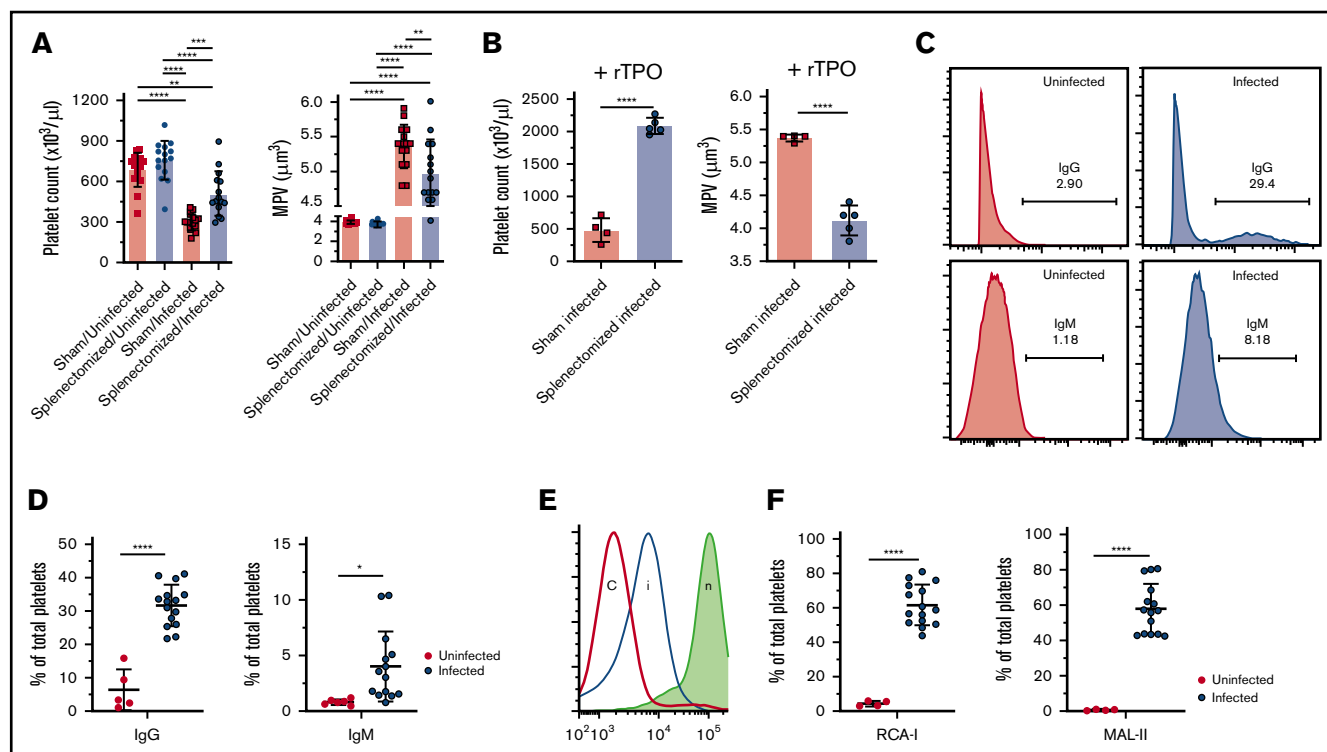 A
***
****
****
**
****
Platelet count (x10³/µl)
1200
900
600
300
0
Sham/Uninfected
Splenectomized/Uninfected
Sham/Infected
Splenectomized/Infected
**
****
****
****
****
MPV (µm³)
6.0
5.5
5.0
4.5
4
2
0
Sham/Uninfected
Splenectomized/Uninfected
Sham/Infected
Splenectomized/Infected
B
+ rTPO
****
Platelet count (x10³/µl)
2500
2000
1500
1000
500
0
Sham infected
Splenectomized infected
+ rTPO
****
MPV (µm³)
6.0
5.5
5.0
4.5
4.0
3.5
Sham infected
Splenectomized infected
C
Uninfected
IgG
2.90
Infected
IgG
29.4
Uninfected
IgM
1.18
Infected
IgM
8.18
D
% of total platelets
50
40
30
20
10
0
****
IgG
% of total platelets
15
10
5
0
*
IgM
Uninfected
Infected
E
C
i
n
10² 10³ 10⁴ 10⁵
F
% of total platelets
100
80
60
40
20
0
****
RCA-I
% of total platelets
100
80
60
40
20
0
****
MAL-II
Uninfected
Infected